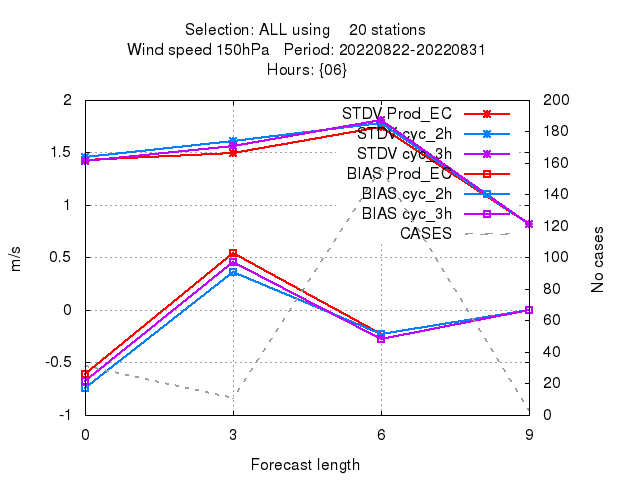 Selection: ALL using 20 stations
Wind speed 150hPa Period: 20220822-20220831
Hours: {06}
2 200
STDV Prod_EC
180
STDV cyc_2h
1.5 STDV cyc_3h 160
BIAS Prod_EC
140
1 BIAS cyc_2h
BIAS cyc_3h
120
CASES
0.5 100
80
0 60
40
-0.5
20
-1 0
0 3 6 9
m/s
No cases
Forecast length